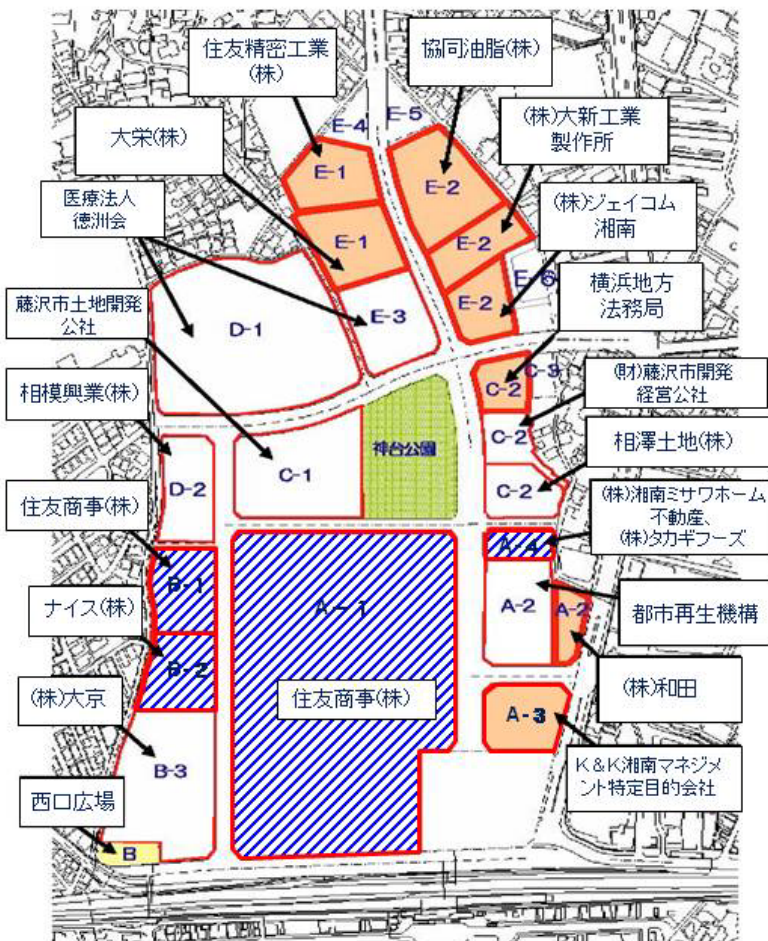 住友精密工業
(株)
協同油脂(株)
大栄(株)
(株)大新工業
製作所
医療法人
徳洲会
(株)ジェイコム
湘南
藤沢市土地開発
公社
横浜地方
法務局
相模興業(株)
(財)藤沢市開発
経営公社
相澤土地(株)
住友商事(株)
(株)湘南ミサワホーム
不動産、
(株)タカギフーズ
ナイス(株)
都市再生機構
(株)大京
住友商事(株)
(株)和田
西口広場
K&K湘南マネジメ
ント特定目的会社
E-4
E-5
E-1
E-2
E-1
E-2
E-6
E-2
E-3
D-1
C-3
C-2
C-2
神台公園
C-1
D-2
C-2
A-4
B-1
A-1
A-2
A-2
B-2
A-3
B-3
B